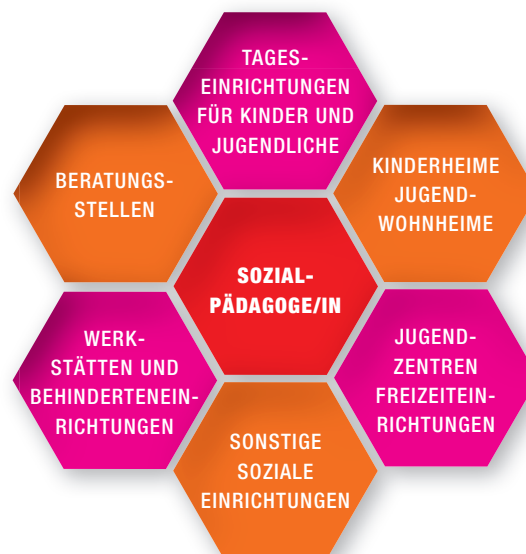 TAGES-
EINRICHTUNGEN
FÜR KINDER UND
JUGENDLICHE
BERATUNGS-
STELLEN
KINDERHEIME
JUGEND-
WOHNHEIME
SOZIAL-
PÄDAGOGE/IN
WERK-
STÄTTEN UND
BEHINDERTENEIN-
RICHTUNGEN
JUGEND-
ZENTREN
FREIZEITEIN-
RICHTUNGEN
SONSTIGE
SOZIALE
EINRICHTUNGEN